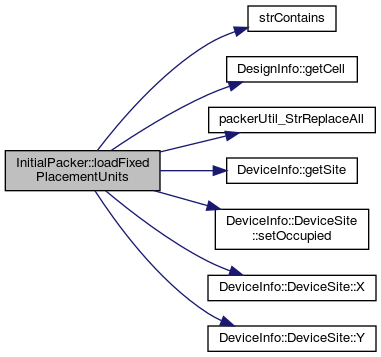 strContains
DesignInfo::getCell
packerUtil_StrReplaceAll
InitialPacker::loadFixed
PlacementUnits
DeviceInfo::getSite
DeviceInfo::DeviceSite
::setOccupied
DeviceInfo::DeviceSite::X
DeviceInfo::DeviceSite::Y